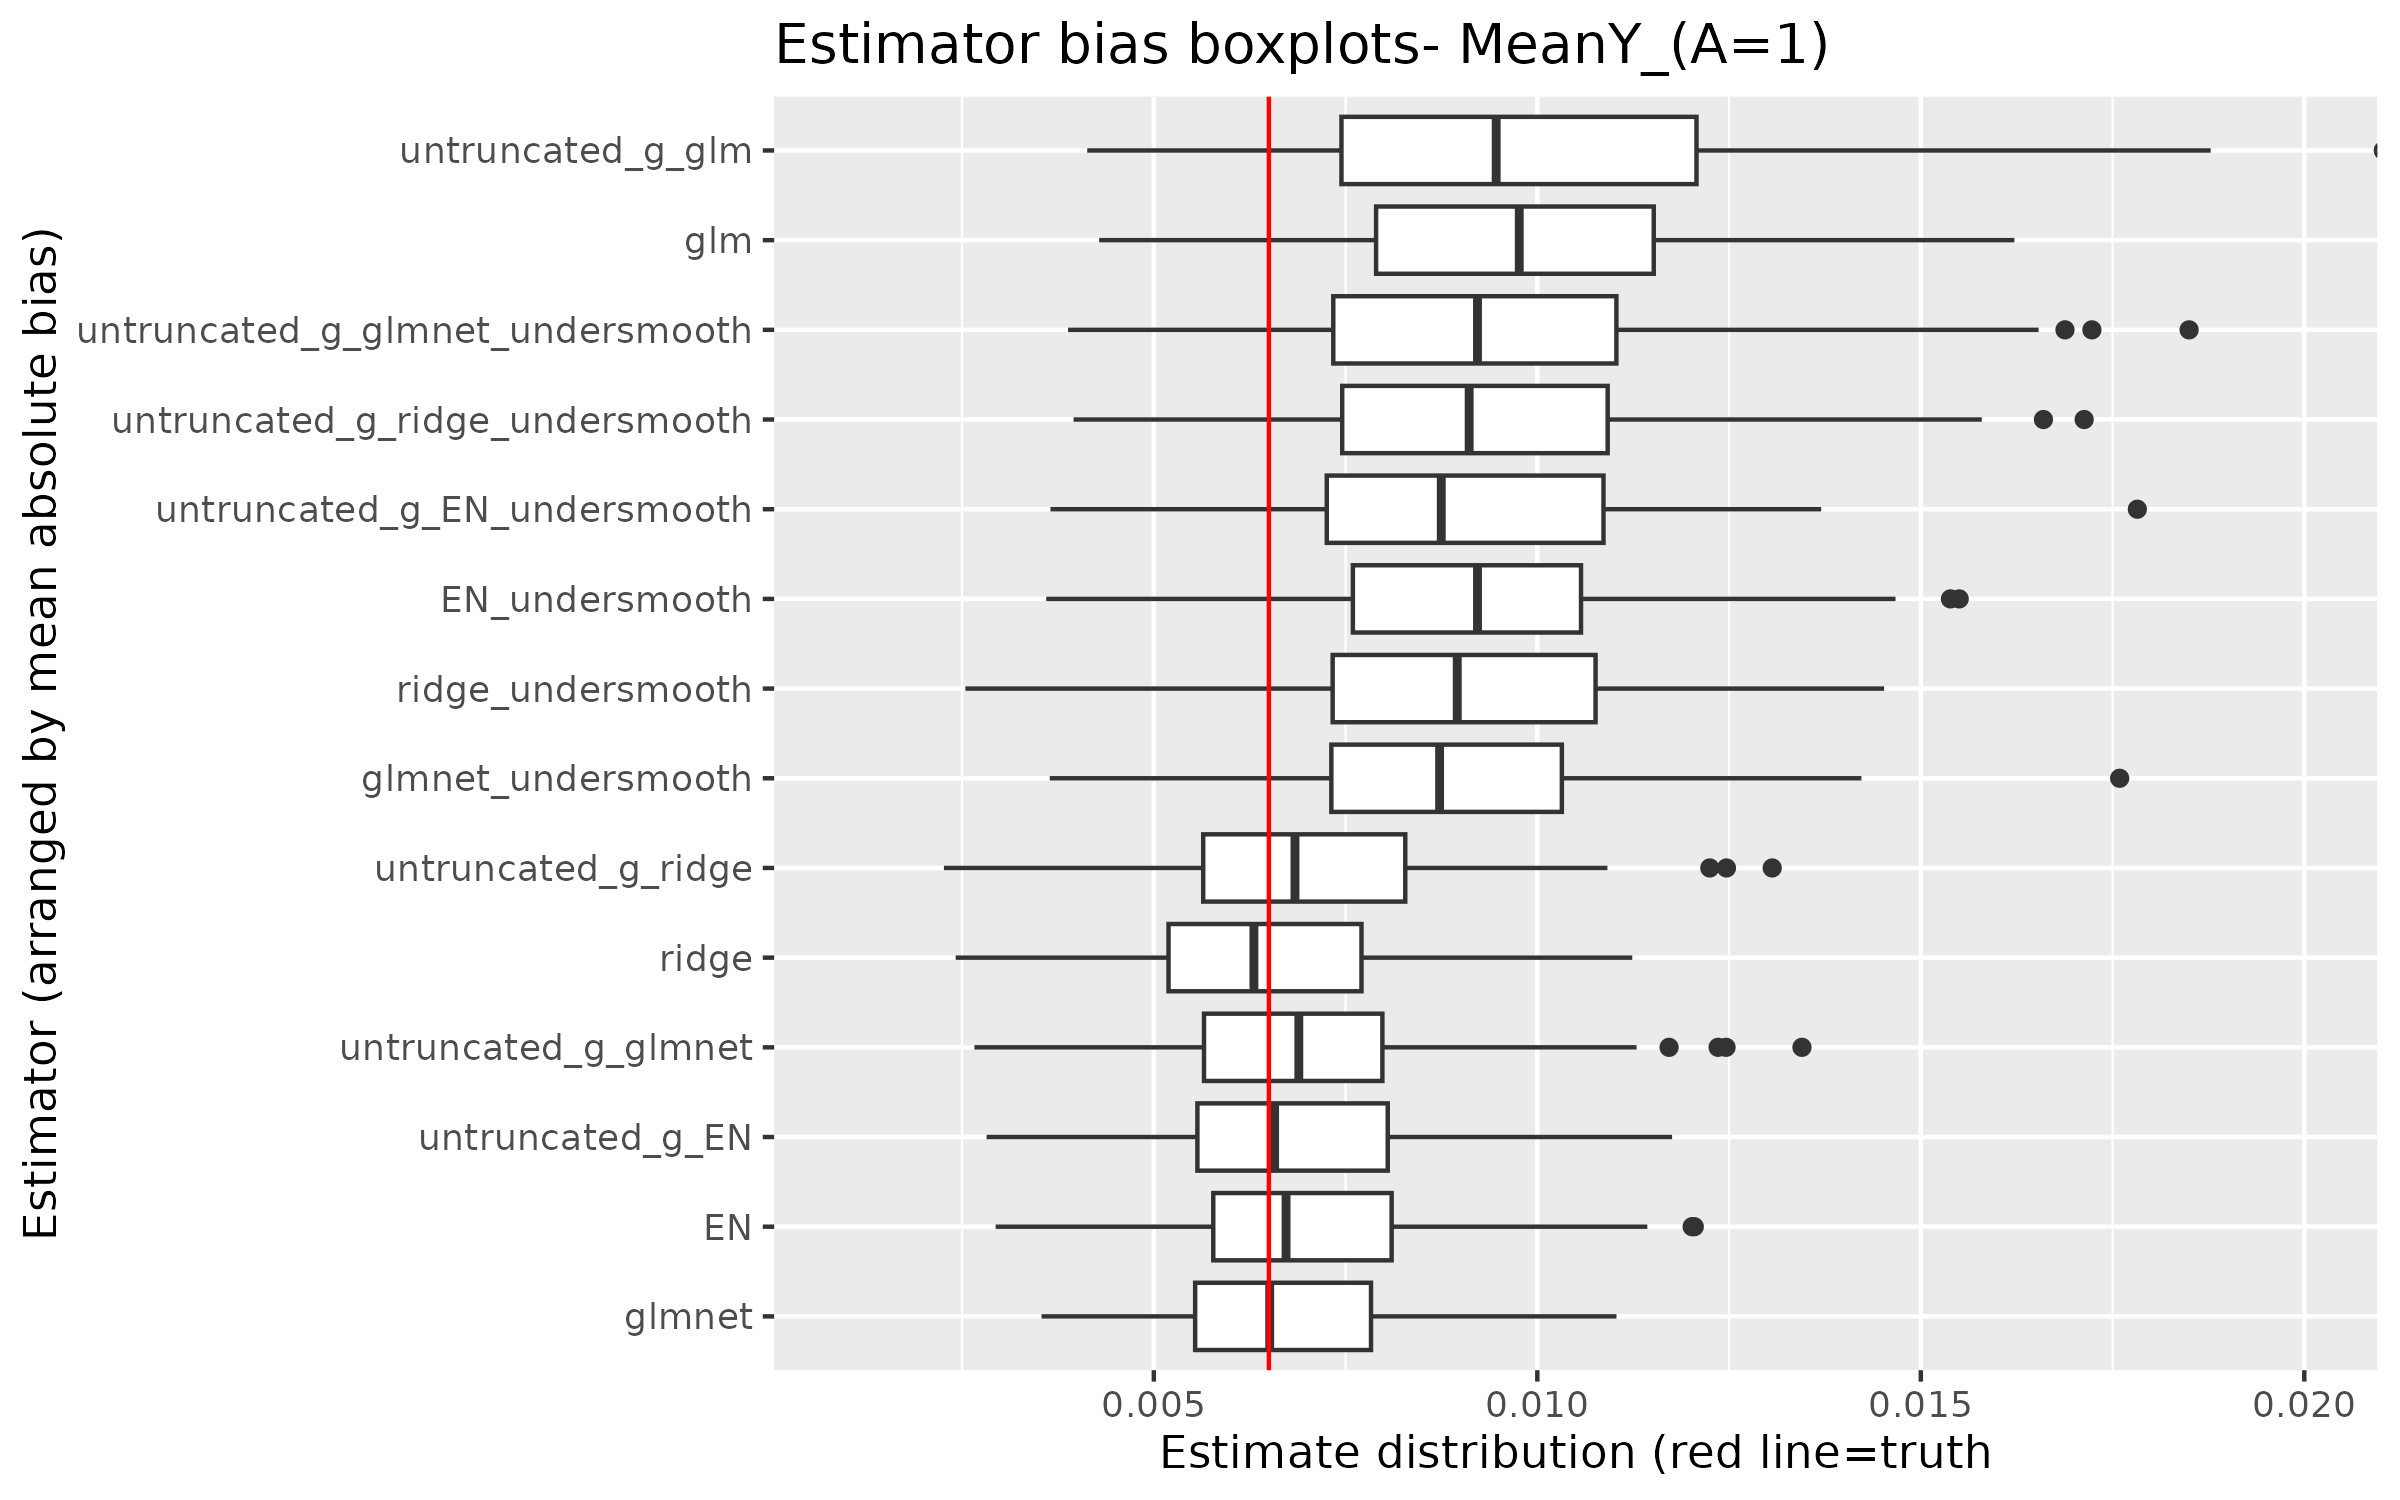 Estimator bias boxplots- MeanY_(A=1)
Estimator (arranged by mean absolute bias)
untruncated_g_glm
glm
untruncated_g_glmnet_undersmooth
untruncated_g_ridge_undersmooth
untruncated_g_EN_undersmooth
EN_undersmooth
ridge_undersmooth
glmnet_undersmooth
untruncated_g_ridge
ridge
untruncated_g_glmnet
untruncated_g_EN
EN
glmnet
0.005 0.010 0.015 0.020
Estimate distribution (red line=truth